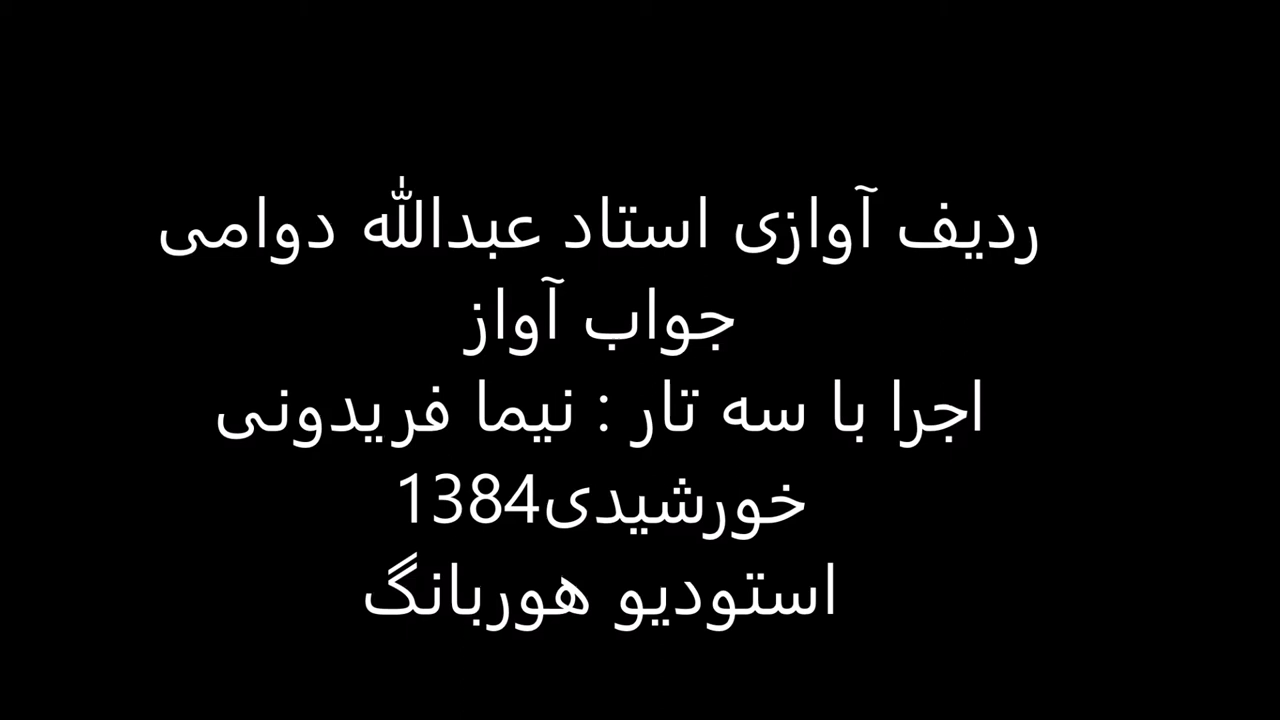 ردیف آوازی استاد عبدالله دوامی
جواب آواز
اجرا با سه تار : نیما فریدونی
خورشیدی1384
استودیو هوربانگ